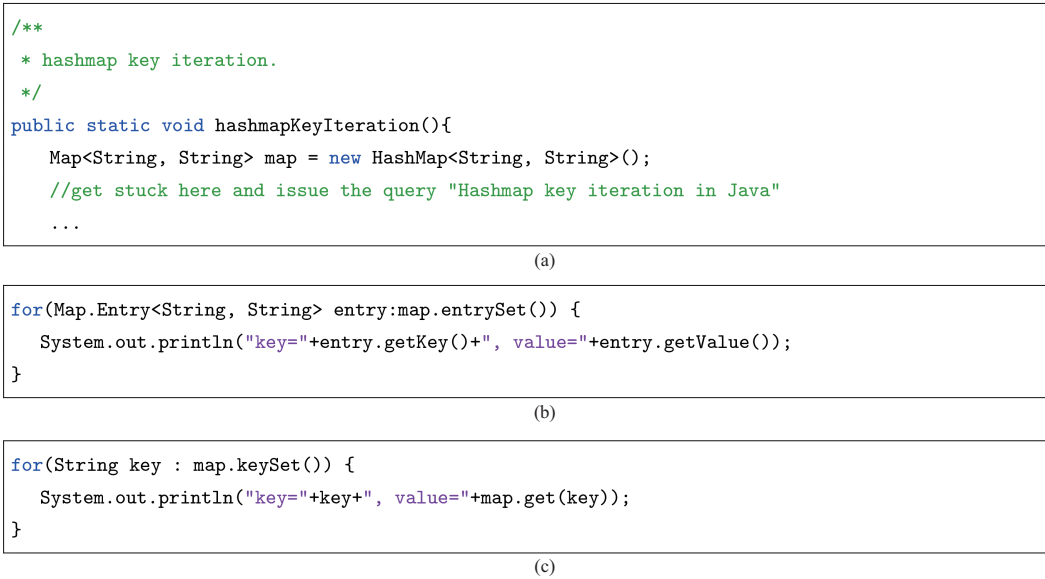 /**
* hashmap key iteration.
*/
public static void hashmapKeyIteration(){
Map<String, String> map = new HashMap<String, String>();
//get stuck here and issue the query "Hashmap key iteration in Java"
...
(a)
for(Map.Entry<String, String> entry:map.entrySet()) {
System.out.println("key="+entry.getKey()+", value="+entry.getValue());
}
(b)
for(String key : map.keySet()) {
System.out.println("key="+key+", value="+map.get(key));
}
(c)